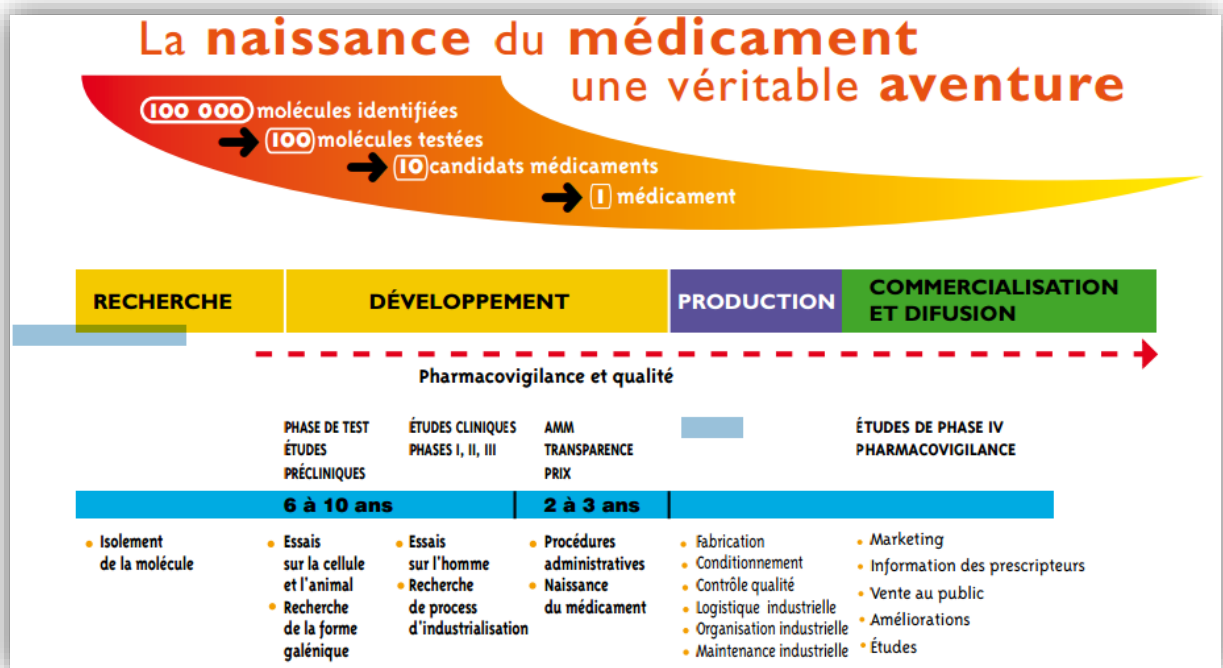 La naissance du médicament
une véritable aventure
100 000 molécules identifiées
100 molécules testées
10 candidats médicaments
1 médicament
RECHERCHE
DÉVELOPPEMENT
PRODUCTION
COMMERCIALISATION
ET DIFUSION
Pharmacovigilance et qualité
PHASE DE TEST
ÉTUDES
PRÉCLINIQUES
ÉTUDES CLINIQUES
PHASES I, II, III
AMM
TRANSPARENCE
PRIX
ÉTUDES DE PHASE IV
PHARMACOVIGILANCE
6 à 10 ans
2 à 3 ans
• Isolement
de la molécule
• Essais
sur la cellule
et l'animal
• Recherche
de la forme
galénique
• Essais
sur l'homme
• Recherche
de process
d'industrialisation
• Procédures
administratives
• Naissance
du médicament
• Fabrication
• Conditionnement
• Contrôle qualité
• Logistique industrielle
• Organisation industrielle
• Maintenance industrielle
• Marketing
• Information des prescripteurs
• Vente au public
• Améliorations
• Études